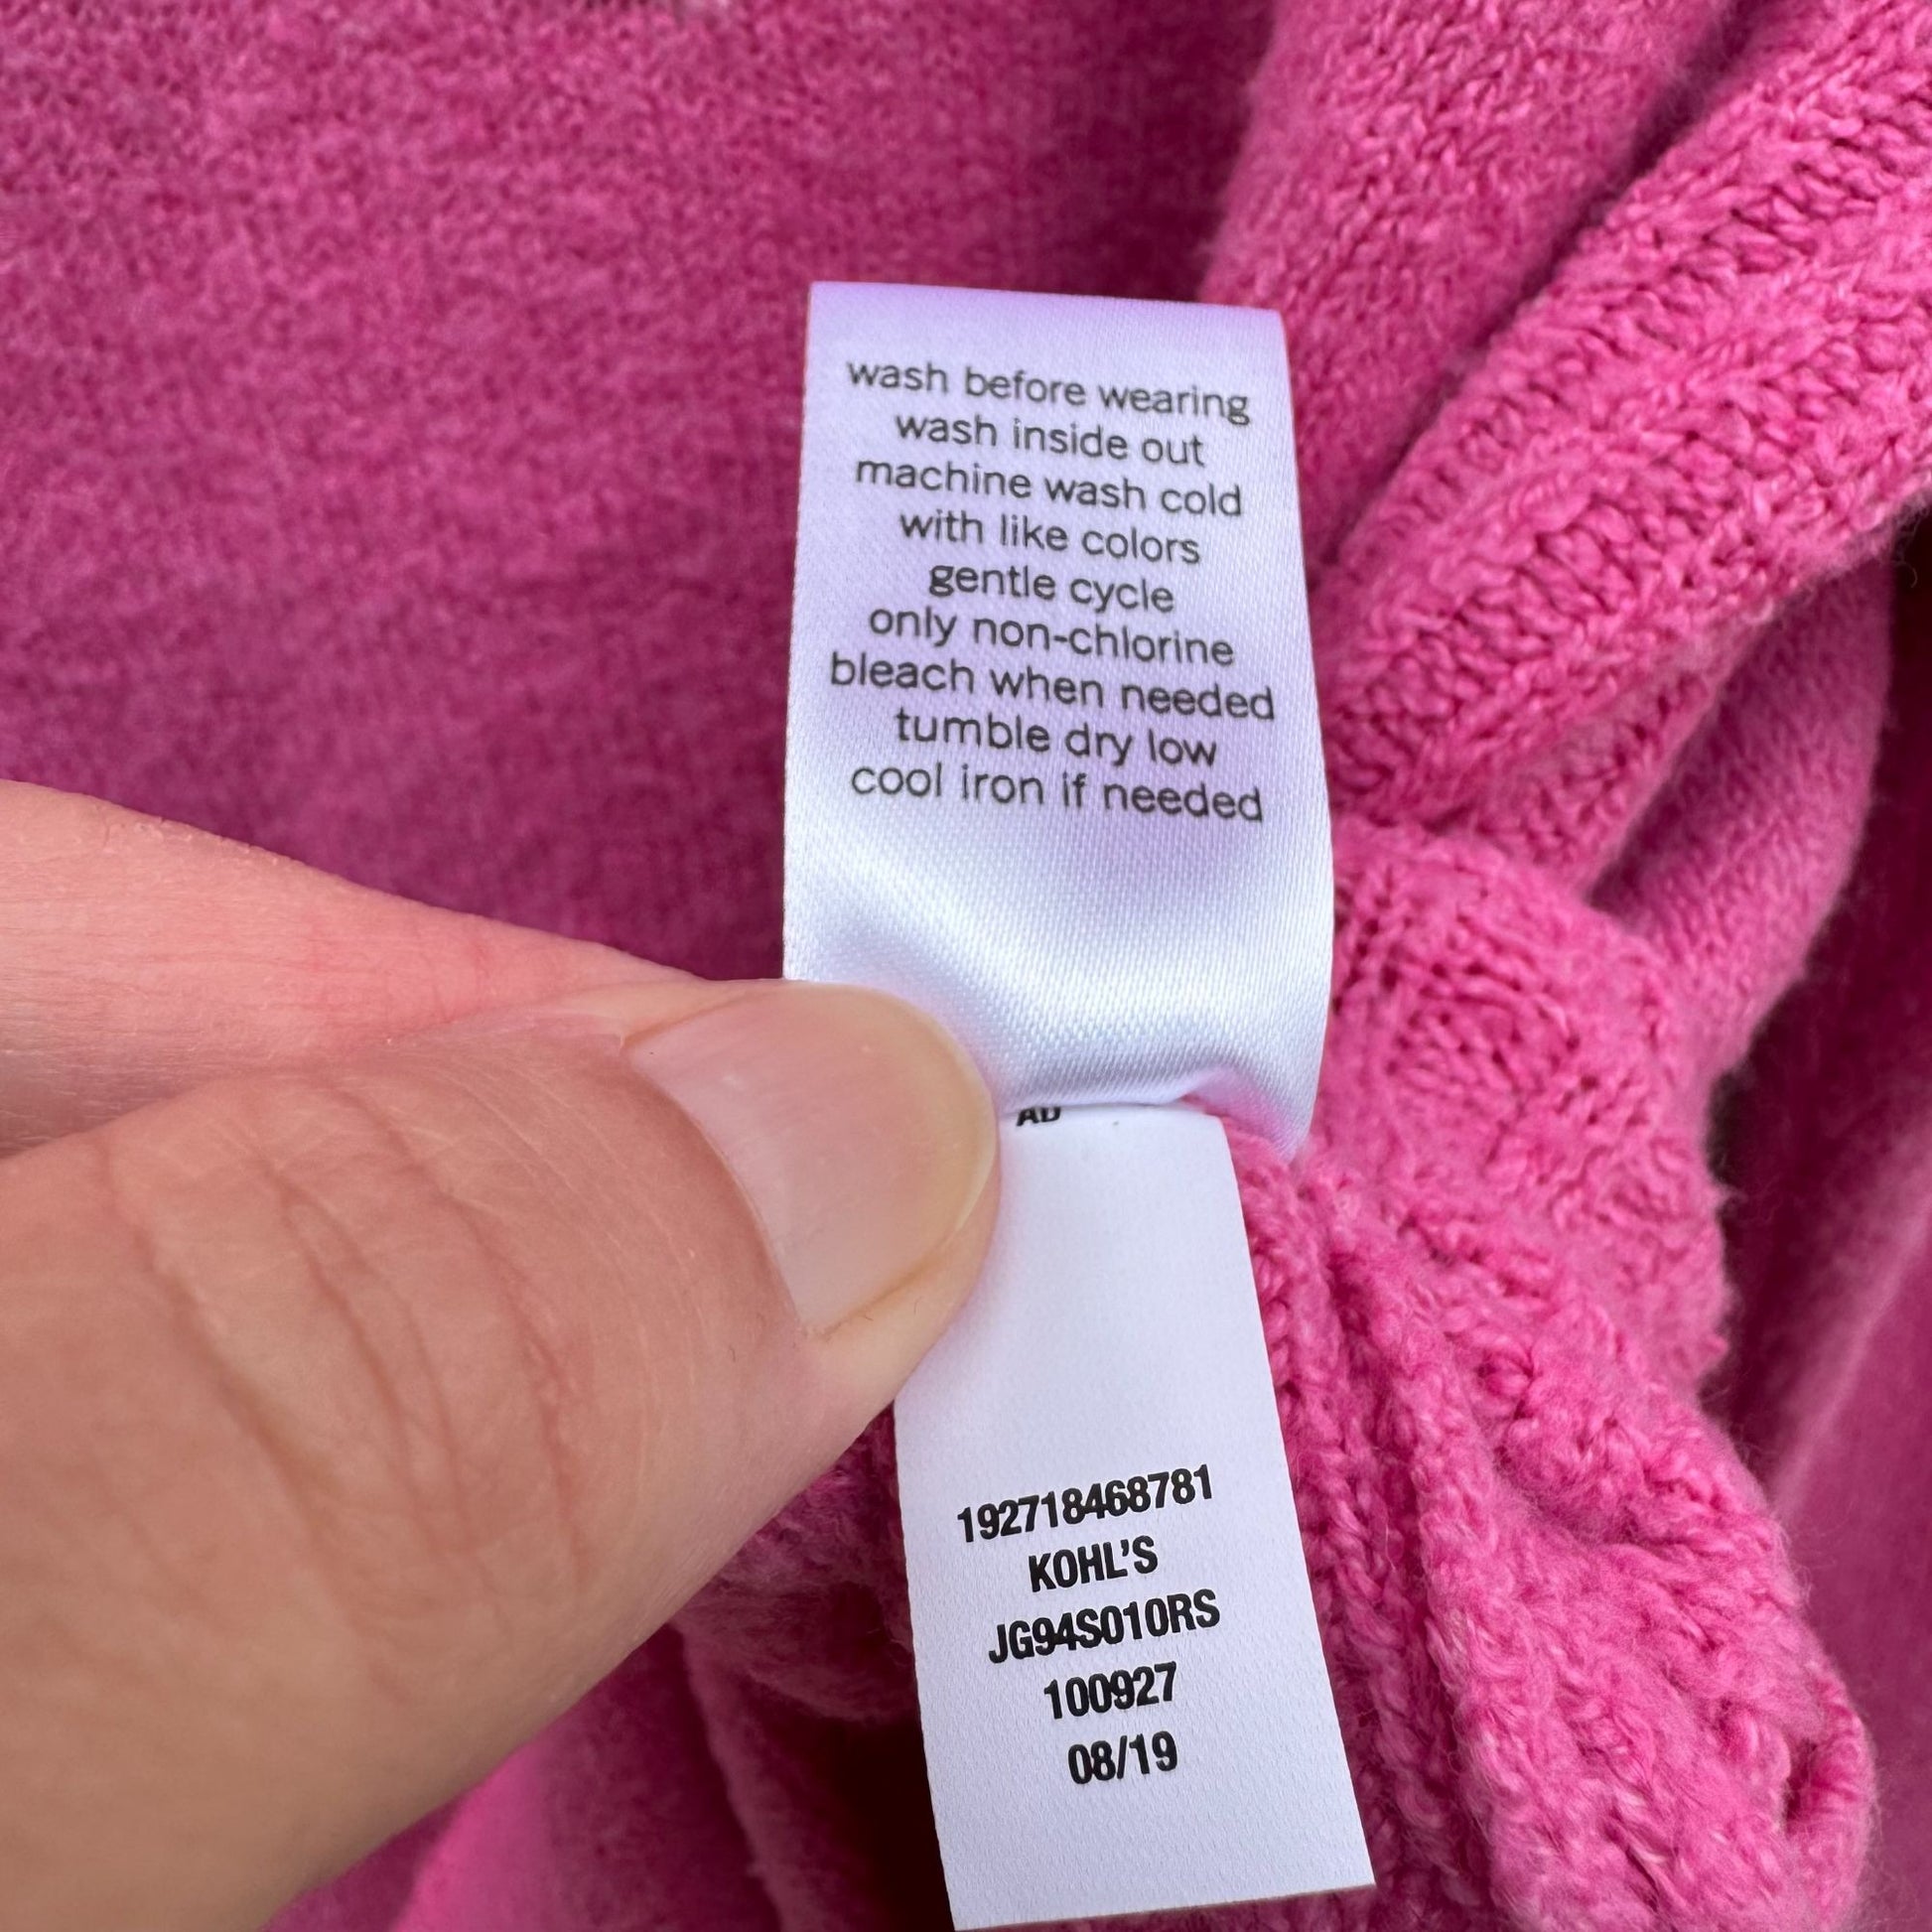 wash before wearing
wash inside out
machine wash cold
with like colors
gentle cycle
only non-chlorine
bleach when needed
tumble dry low
cool iron if needed
192718468781
KOHL'S
JG94S010RS
100927
08/19